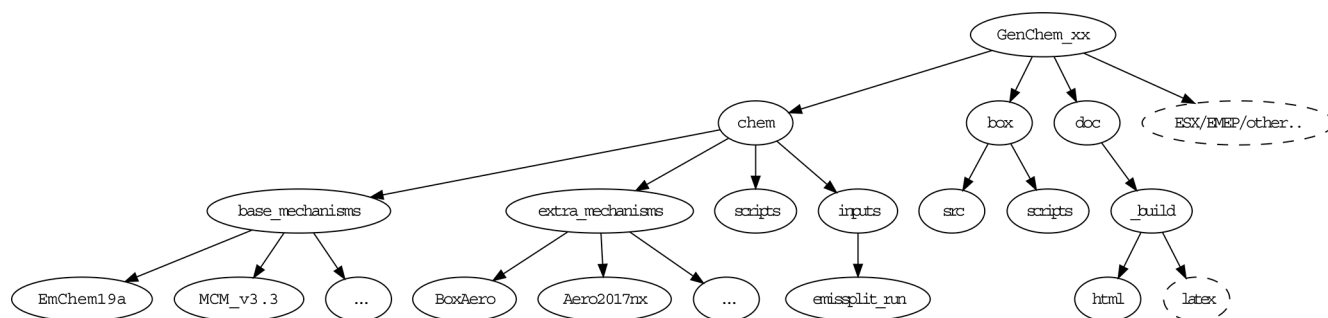 GenChem_xx
chem
box
doc
ESX/EMEP/other..
base_mechanisms
extra_mechanisms
scripts
inputs
src
scripts
_build
EmChem19a
MCM_v3.3
...
BoxAero
Aero2017nx
...
emissplit_run
html
latex